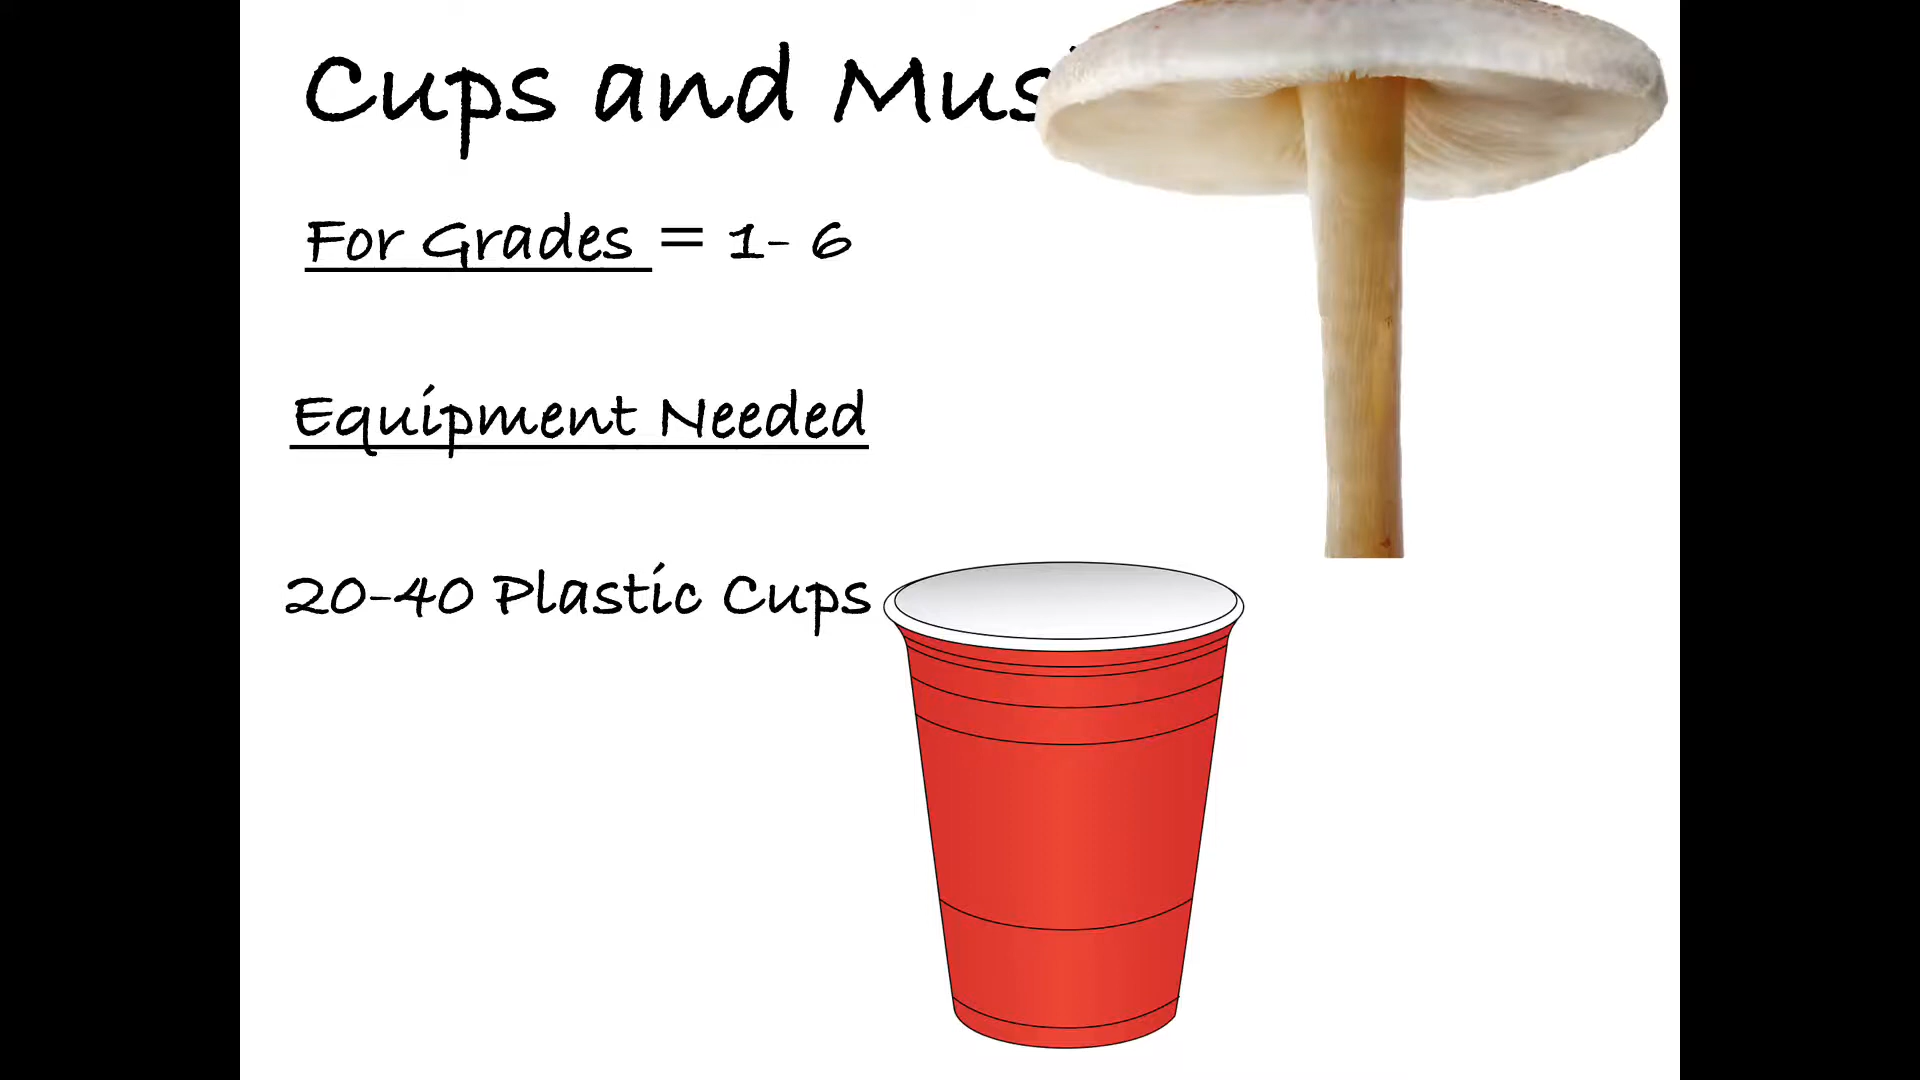 Cups and Mus
For Grades = 1- 6
Equipment Needed
20-40 Plastic Cups